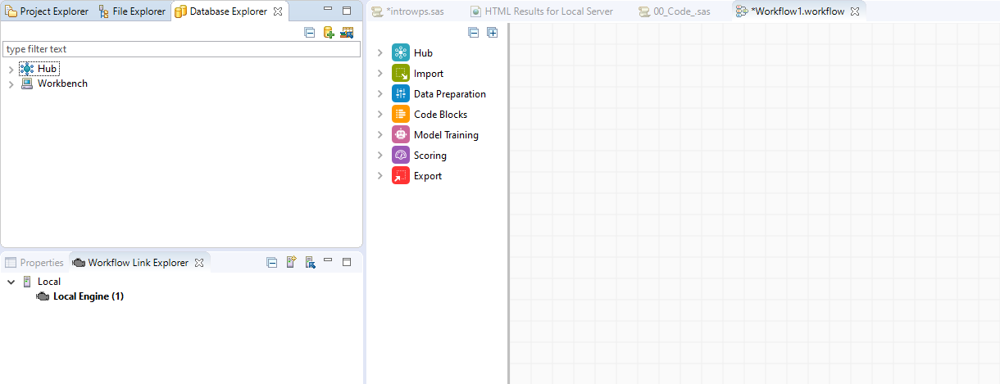 Project Explorer File Explorer Database Explorer
type filter text
Hub
Workbench
Properties Workflow Link Explorer
Local
Local Engine (1)
*introwps.sas HTML Results for Local Server 00_Code_.sas *Workflow1.workflow
Hub
Import
Data Preparation
Code Blocks
Model Training
Scoring
Export